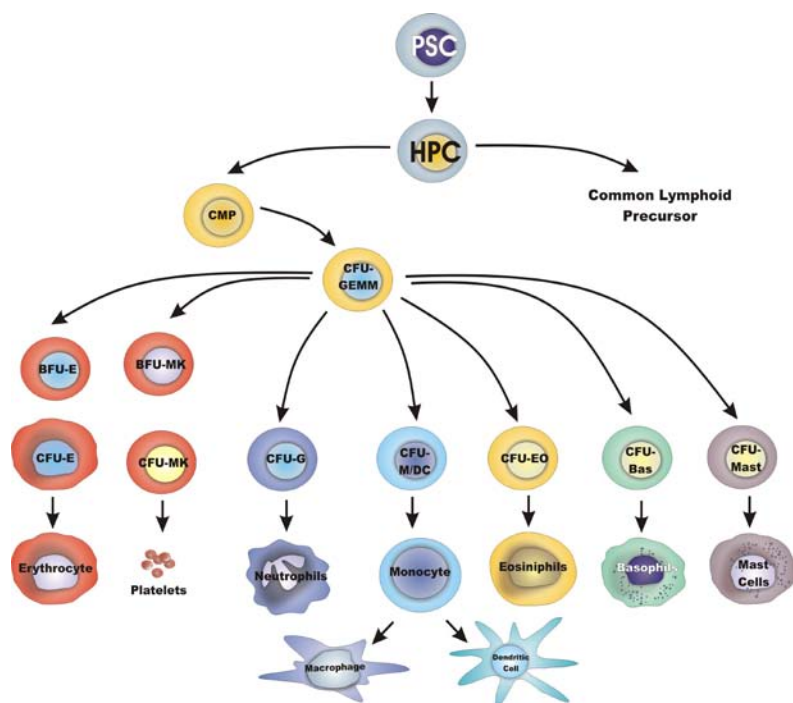 PSC
HPC
Common Lymphoid
Precursor
CMP
CFU-
GEMM
BFU-E
BFU-MK
CFU-E
CFU-MK
CFU-G
CFU-
M/DC
CFU-EO
CFU-
Bas
CFU-
Mast
Erythrocyte
Platelets
Neutrophils
Monocyte
Eosiniphils
Basophils
Mast
Cells
Macrophage
Dendritic
Cell